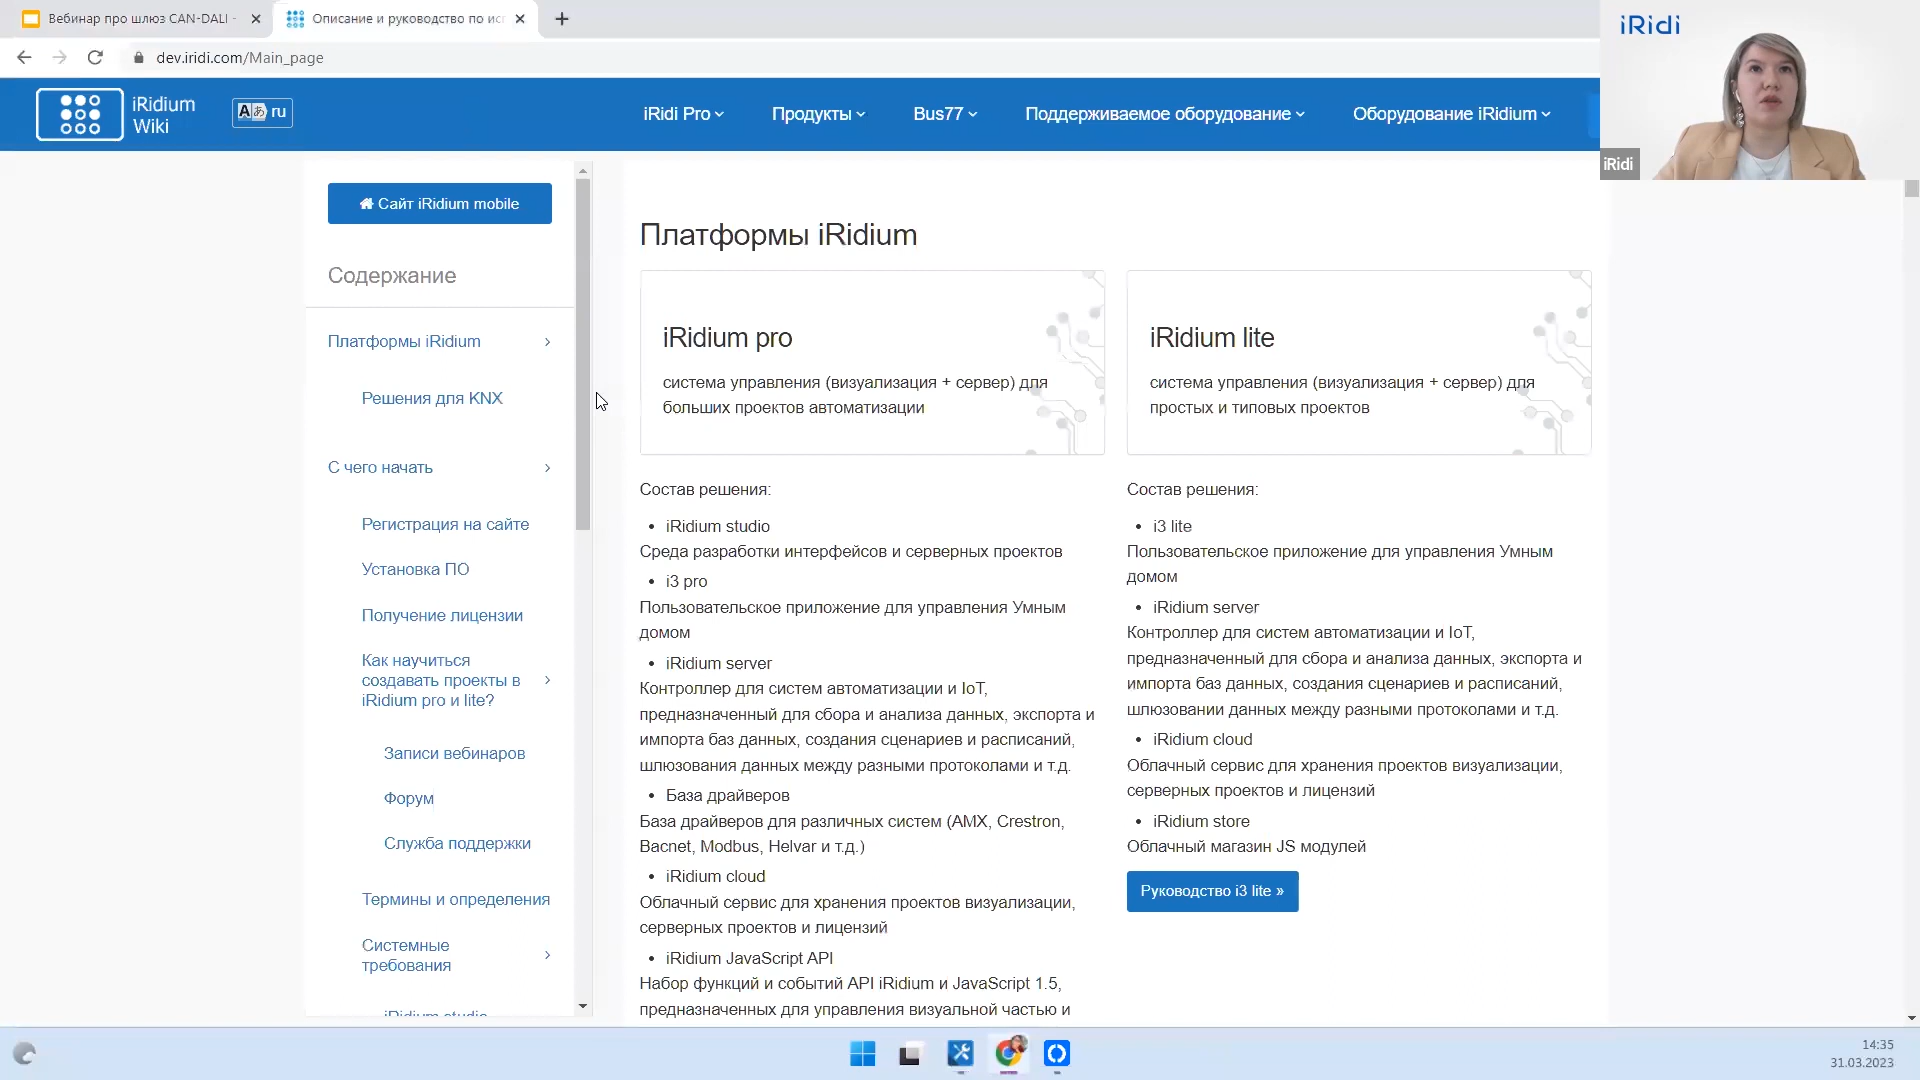 Вебинар про шлюз CAN-DALI -
Описание и руководство по ис
dev.iridi.com/Main_page
iRidi
iRidi
iRidium
Wiki
Aあ ru
iRidi Pro
Продукты
Bus77
Поддерживаемое оборудование
Оборудование iRidium
Сайт iRidium mobile
Содержание
Платформы iRidium
Решения для KNX
С чего начать
Регистрация на сайте
Установка ПО
Получение лицензии
Как научиться
создавать проекты в
iRidium pro и lite?
Записи вебинаров
Форум
Служба поддержки
Термины и определения
Системные
требования
iRidium studio
Платформы iRidium
iRidium pro
система управления (визуализация + сервер) для
больших проектов автоматизации
Состав решения:
• iRidium studio
Среда разработки интерфейсов и серверных проектов
• i3 pro
Пользовательское приложение для управления Умным
домом
• iRidium server
Контроллер для систем автоматизации и IoT,
предназначенный для сбора и анализа данных, экспорта и
импорта баз данных, создания сценариев и расписаний,
шлюзования данных между разными протоколами и т.д.
• База драйверов
База драйверов для различных систем (AMX, Crestron,
Bacnet, Modbus, Helvar и т.д.)
• iRidium cloud
Облачный сервис для хранения проектов визуализации,
серверных проектов и лицензий
• iRidium JavaScript API
Набор функций и событий API iRidium и JavaScript 1.5,
предназначенных для управления визуальной частью и
iRidium lite
система управления (визуализация + сервер) для
простых и типовых проектов
Состав решения:
• i3 lite
Пользовательское приложение для управления Умным
домом
• iRidium server
Контроллер для систем автоматизации и IoT,
предназначенный для сбора и анализа данных, экспорта и
импорта баз данных, создания сценариев и расписаний,
шлюзовании данных между разными протоколами и т.д.
• iRidium cloud
Облачный сервис для хранения проектов визуализации,
серверных проектов и лицензий
• iRidium store
Облачный магазин JS модулей
Руководство i3 lite »
14:35
31.03.2023